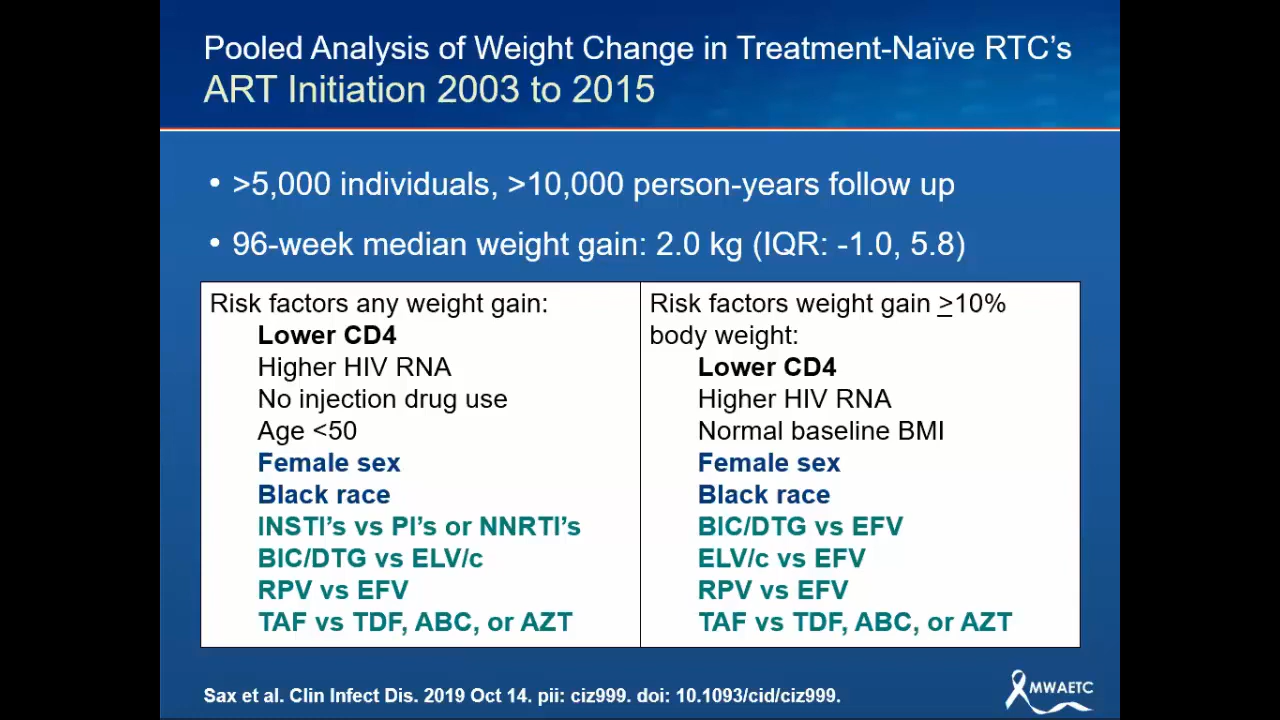 Pooled Analysis of Weight Change in Treatment-Naïve RTC's
ART Initiation 2003 to 2015
• >5,000 individuals, >10,000 person-years follow up
• 96-week median weight gain: 2.0 kg (IQR: -1.0, 5.8)
Risk factors any weight gain:
Lower CD4
Higher HIV RNA
No injection drug use
Age <50
Female sex
Black race
INSTI's vs PI's or NNRTI's
BIC/DTG vs ELV/c
RPV vs EFV
TAF vs TDF, ABC, or AZT
Risk factors weight gain >10%
body weight:
Lower CD4
Higher HIV RNA
Normal baseline BMI
Female sex
Black race
BIC/DTG vs EFV
ELV/c vs EFV
RPV vs EFV
TAF vs TDF, ABC, or AZT
Sax et al. Clin Infect Dis. 2019 Oct 14. pii: ciz999. doi: 10.1093/cid/ciz999.
MWAETC